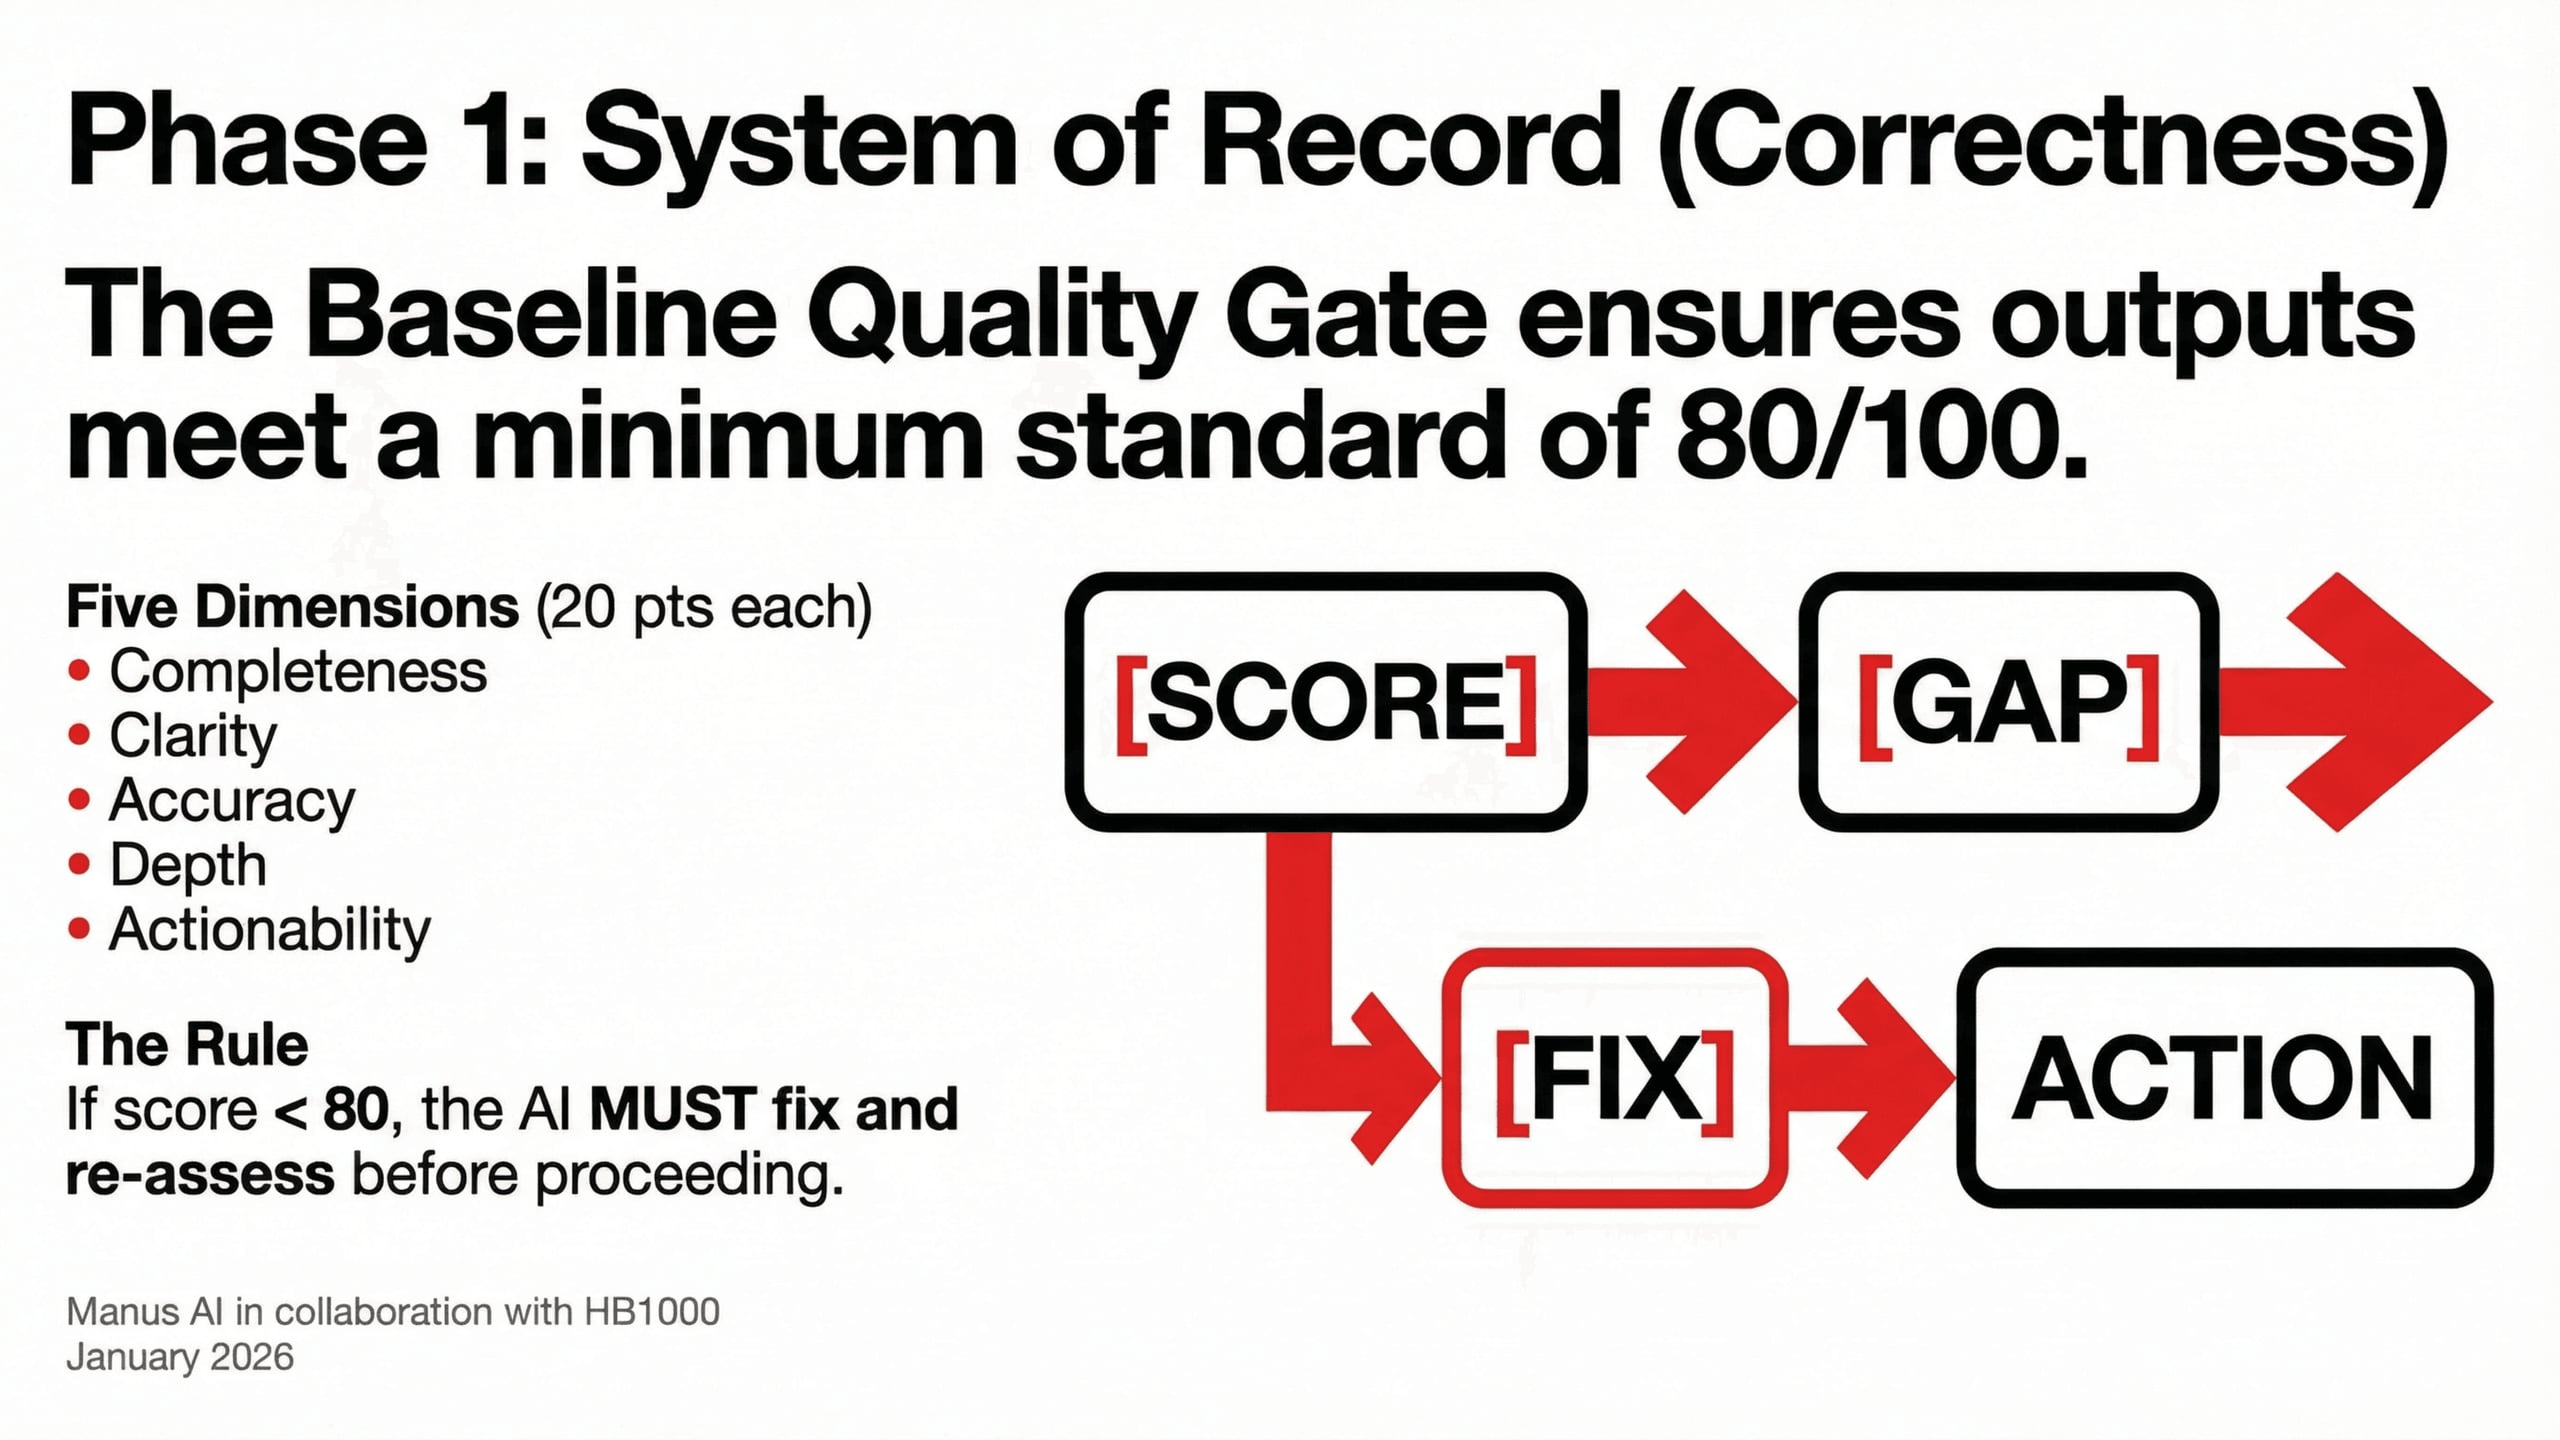 Phase 1: System of Record (Correctness)
The Baseline Quality Gate ensures outputs
meet a minimum standard of 80/100.
Five Dimensions (20 pts each)
• Completeness
• Clarity
• Accuracy
• Depth
• Actionability
The Rule
If score < 80, the AI MUST fix and
re-assess before proceeding.
[SCORE]
[GAP]
[FIX]
ACTION
Manus AI in collaboration with HB1000
January 2026